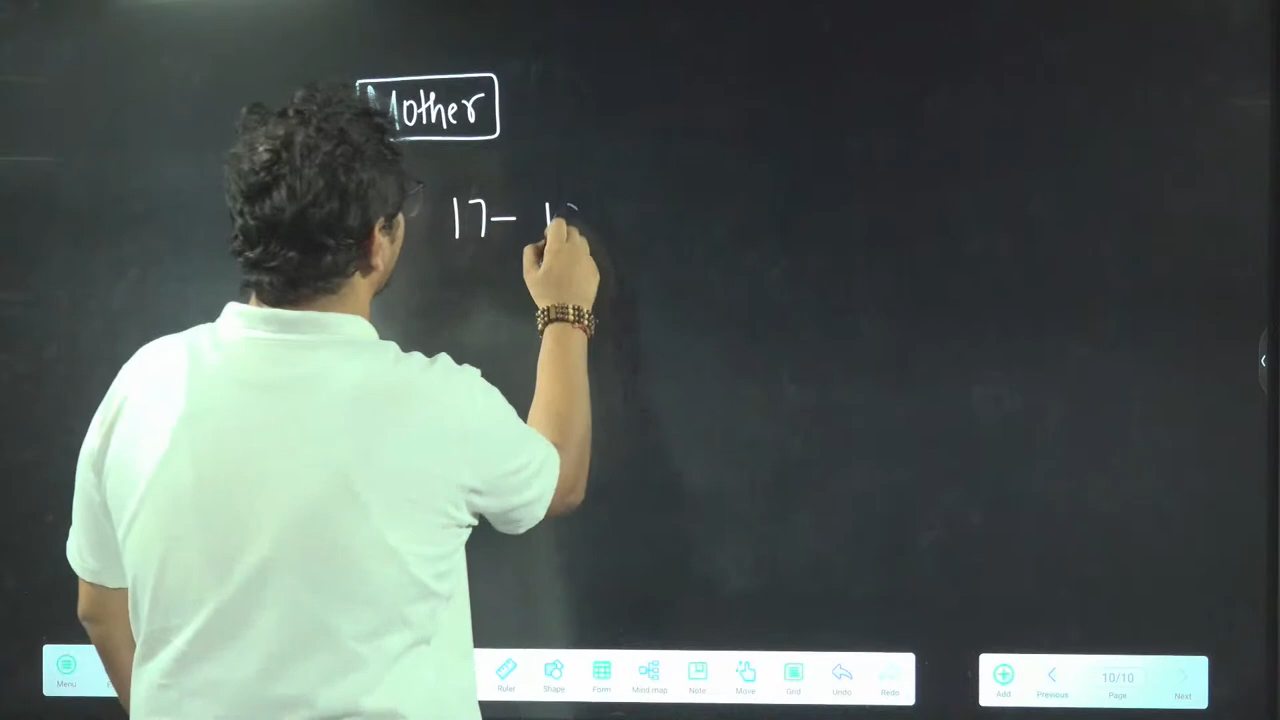 Mother
17- 1
Menu
Ruler
Shape
Form
Mind map
Note
Move
Grid
Undo
Redo
Add
Previous
10/10
Page
Next